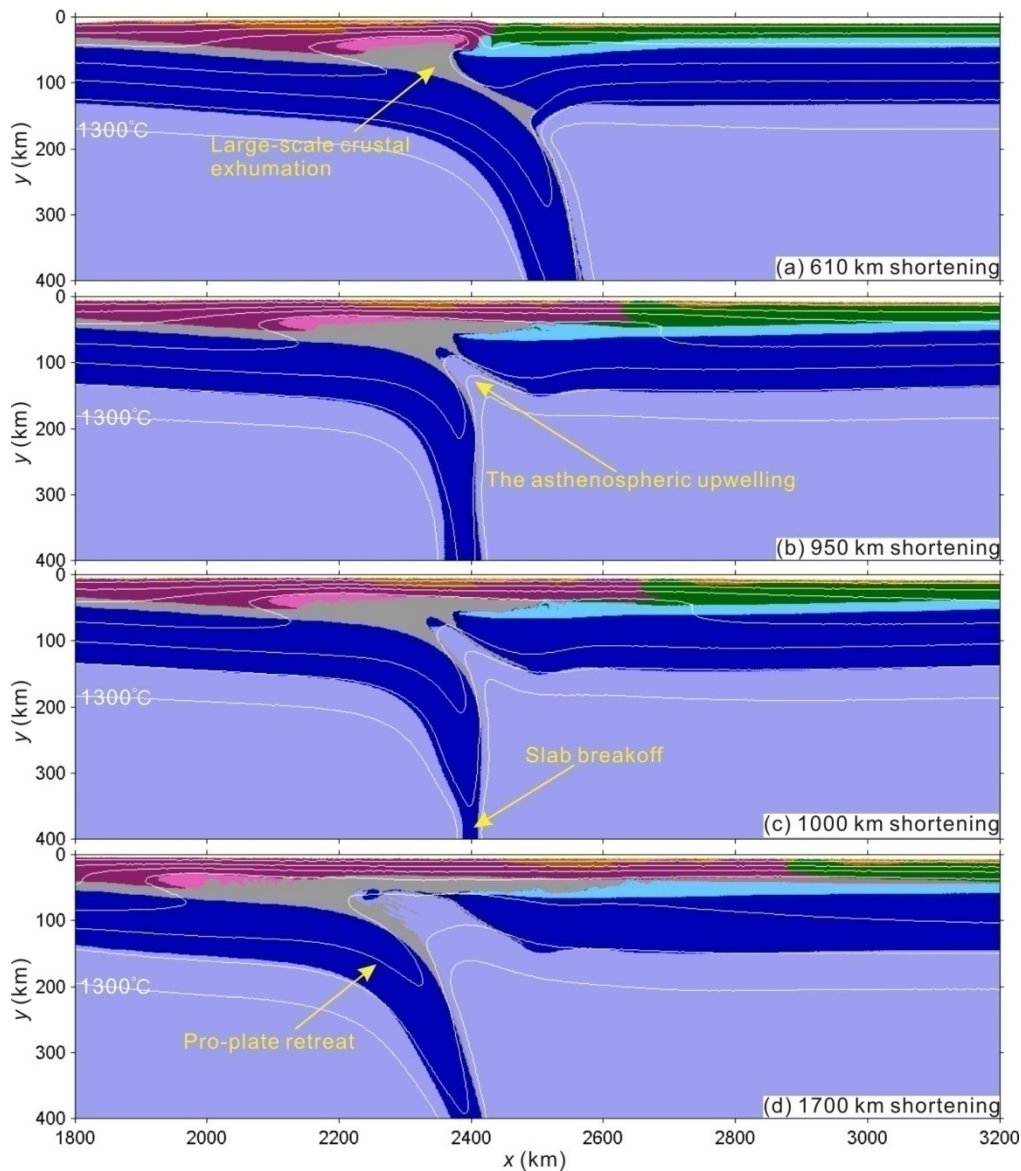 0
100
200
300
400
y (km)
1300°C
Large-scale crustal
exhumation
(a) 610 km shortening
0
100
200
300
400
y (km)
1300°C
The asthenospheric upwelling
(b) 950 km shortening
0
100
200
300
400
y (km)
1300°C
Slab breakoff
(c) 1000 km shortening
0
100
200
300
400
y (km)
1300°C
Pro-plate retreat
(d) 1700 km shortening
1800 2000 2200 2400 2600 2800 3000 3200
x (km)